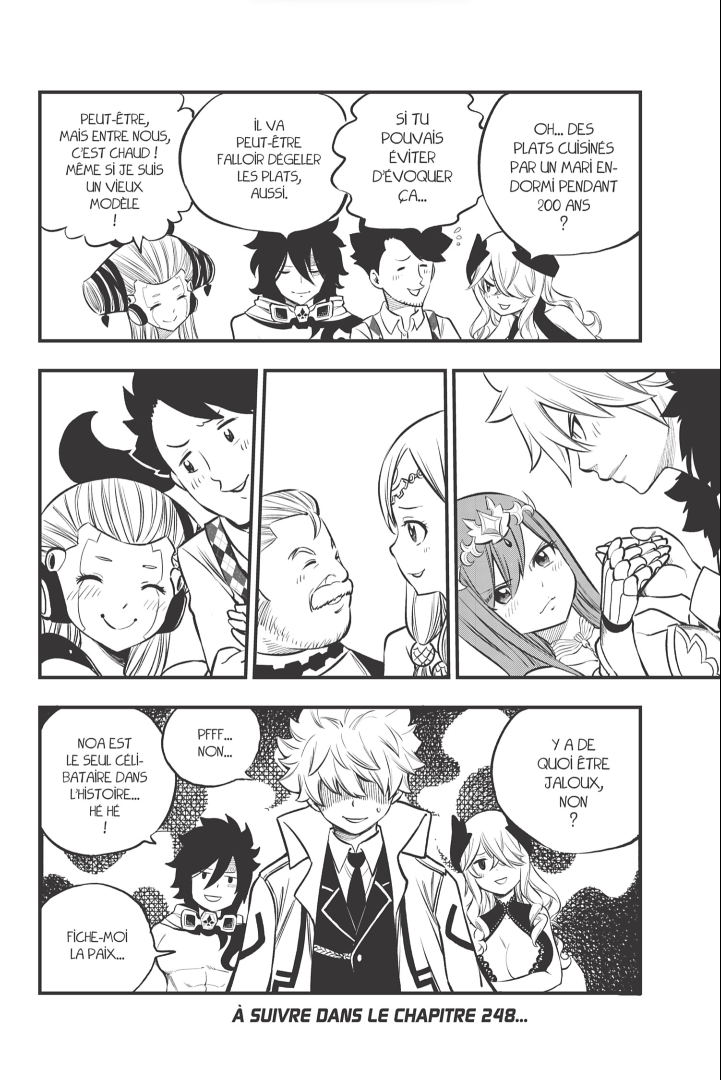 OH... DES
PLATS CUISINÉS
PAR UN MARI EN-
DORMI PENDANT
200 ANS
?
SI TU
POUVAIS
ÉVITER
D'ÉVOQUER
ÇA...
IL VA
PEUT-ÊTRE
FALLOIR DÉGELER
LES PLATS,
AUSSI.
PEUT-ÊTRE,
MAIS ENTRE NOUS,
C'EST CHAUD !
MÊME SI JE SUIS
UN VIEUX
MODÈLE
!
Y A DE
QUOI ÊTRE
JALOUX,
NON
?
PFFF...
NON...
NOA EST
LE SEUL CÉLI-
BATAIRE DANS
L'HISTOIRE...
HÉ HÉ
!
FICHE-MOI
LA PAIX...
À SUIVRE DANS LE CHAPITRE 248...